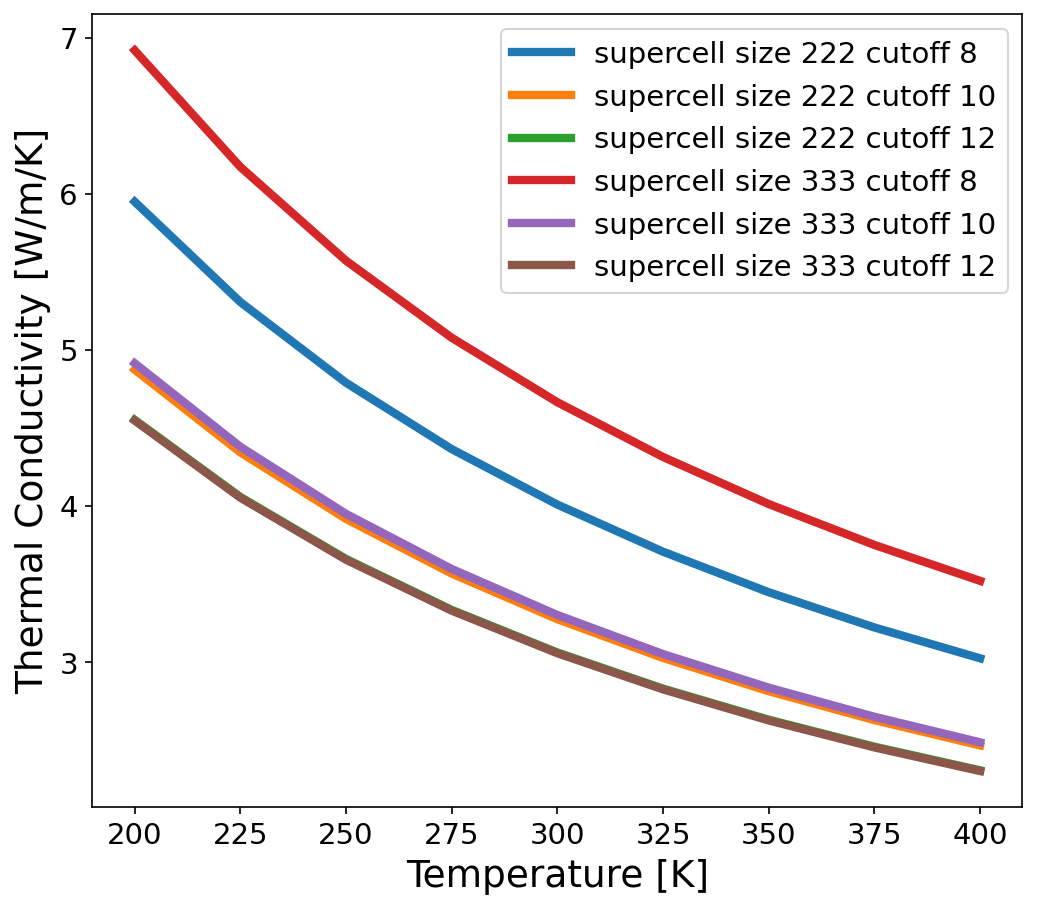 7
6
5
4
3
Thermal Conductivity [W/m/K]
supercell size 222 cutoff 8
supercell size 222 cutoff 10
supercell size 222 cutoff 12
supercell size 333 cutoff 8
supercell size 333 cutoff 10
supercell size 333 cutoff 12
200 225 250 275 300 325 350 375 400
Temperature [K]